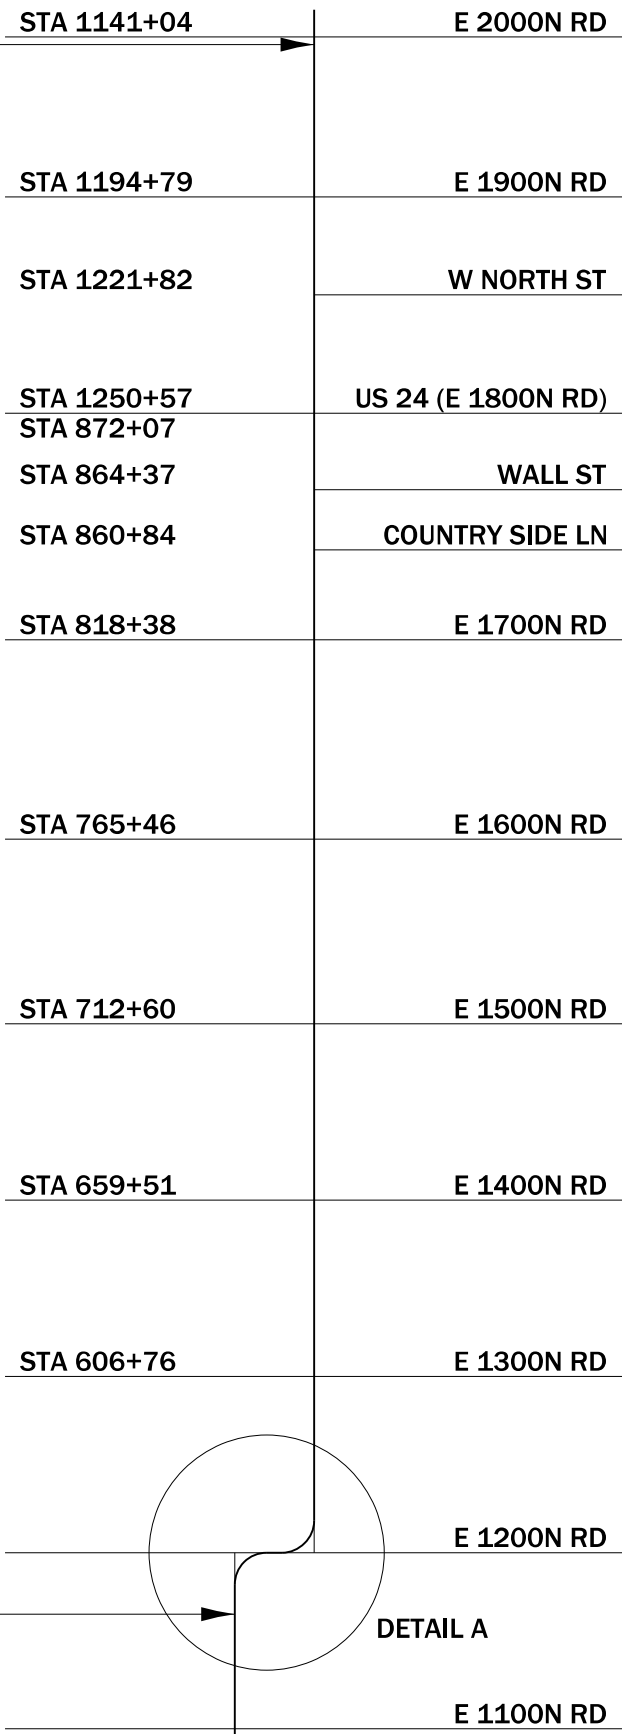 STA 1141+04 E 2000N RD
STA 1194+79 E 1900N RD
STA 1221+82 W NORTH ST
STA 1250+57 US 24 (E 1800N RD)
STA 872+07
STA 864+37 WALL ST
STA 860+84 COUNTRY SIDE LN
STA 818+38 E 1700N RD
STA 765+46 E 1600N RD
STA 712+60 E 1500N RD
STA 659+51 E 1400N RD
STA 606+76 E 1300N RD
E 1200N RD
DETAIL A
E 1100N RD